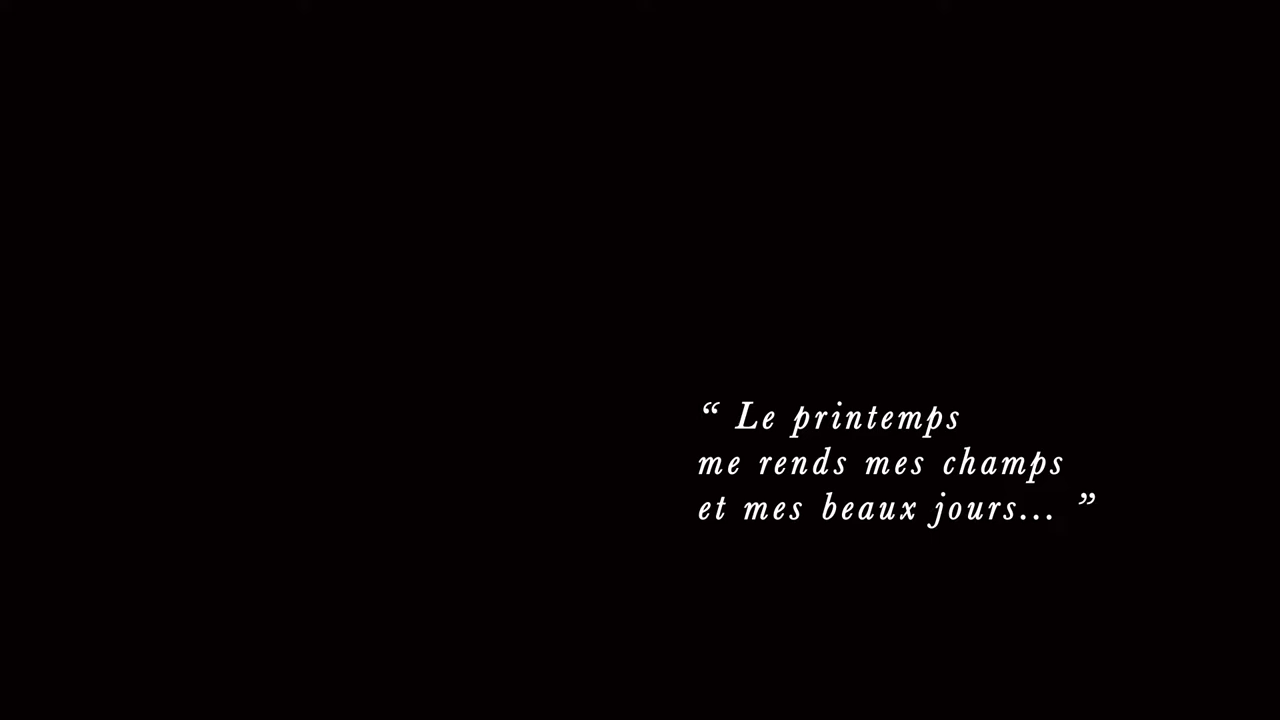 “ Le printemps
me rends mes champs
et mes beaux jours... ”